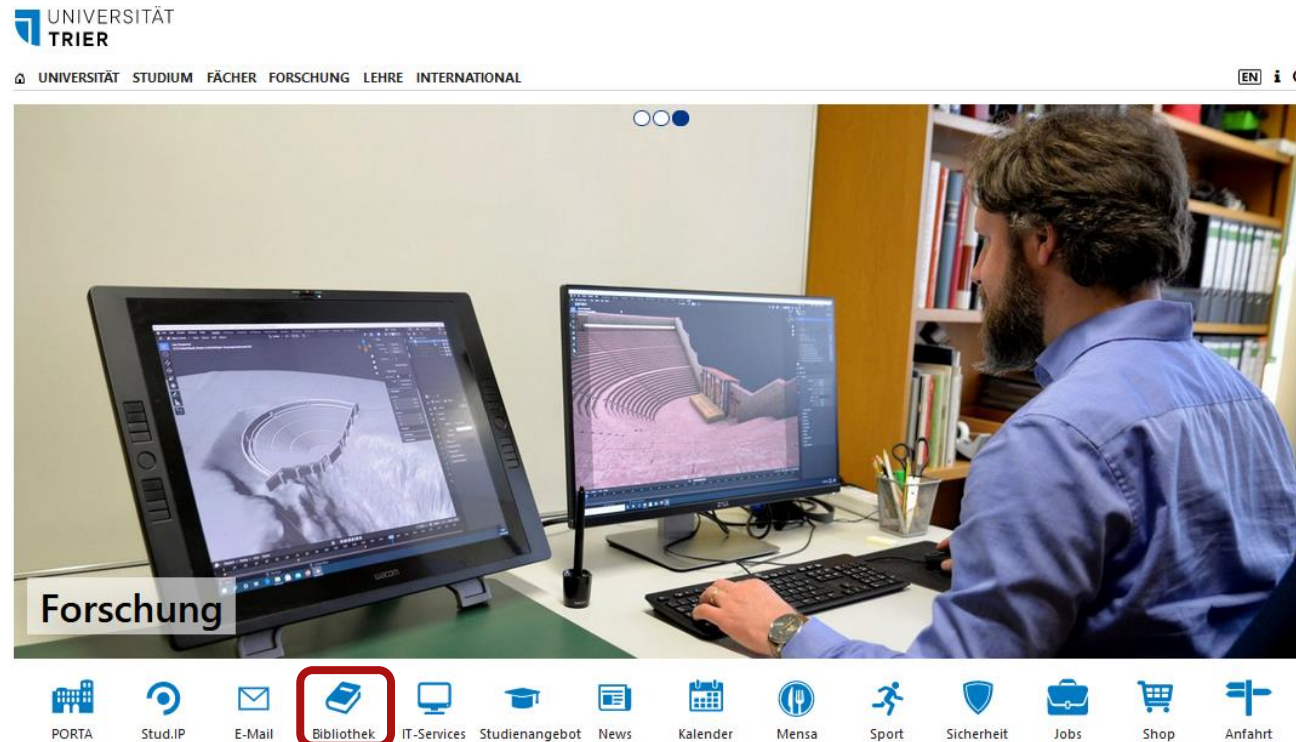 UNIVERSITÄT
TRIER
UNIVERSITÄT STUDIUM FÄCHER FORSCHUNG LEHRE INTERNATIONAL EN i
wacom
Forschung
PORTA Stud.IP E-Mail Bibliothek IT-Services Studienangebot News Kalender Mensa Sport Sicherheit Jobs Shop Anfahrt